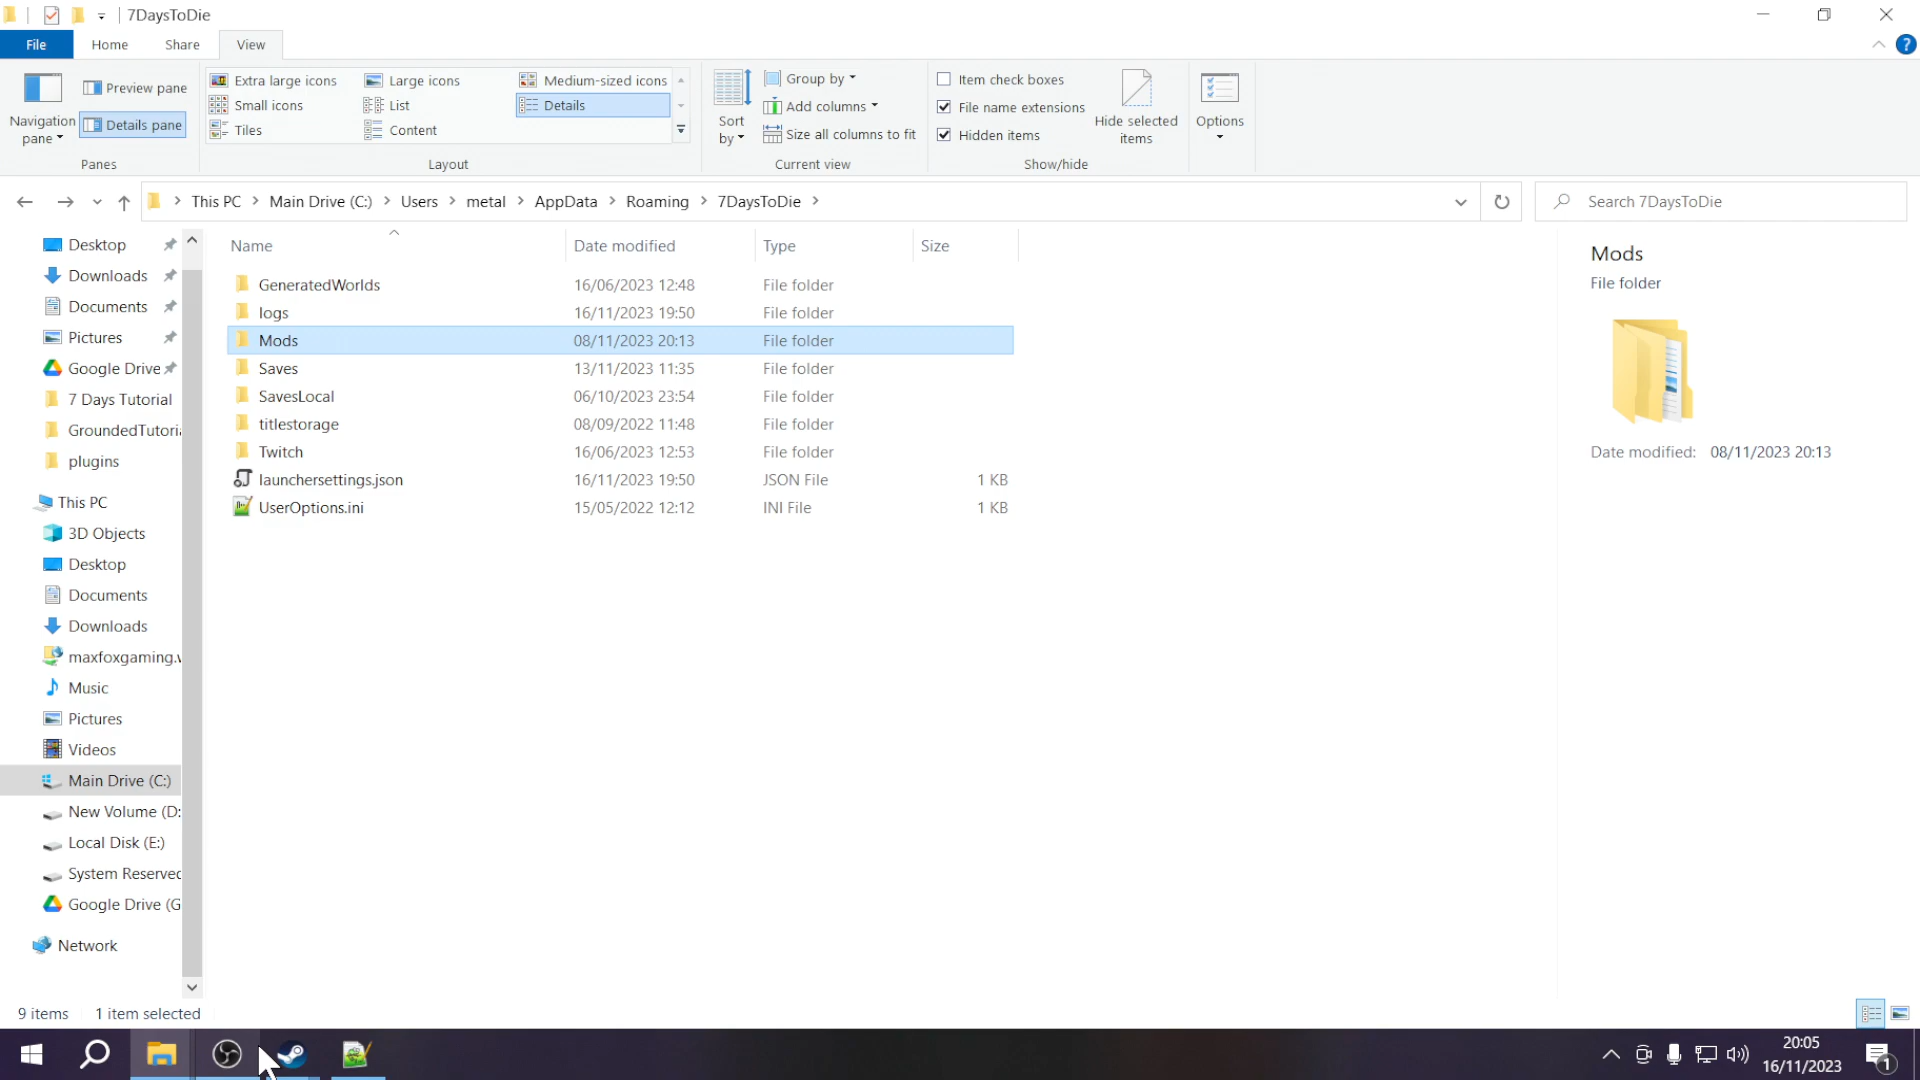 7DaysToDie
File
Home
Share
View
Navigation pane
Preview pane
Details pane
Panes
Extra large icons
Large icons
Medium-sized icons
Small icons
List
Details
Tiles
Content
Layout
Sort by
Group by
Add columns
Size all columns to fit
Current view
Item check boxes
File name extensions
Hidden items
Hide selected items
Show/hide
Options
This PC > Main Drive (C:) > Users > metal > AppData > Roaming > 7DaysToDie >
Search 7DaysToDie
Desktop
Downloads
Documents
Pictures
Google Drive
7 Days Tutorial
GroundedTutori
plugins
This PC
3D Objects
Desktop
Documents
Downloads
maxfoxgaming.
Music
Pictures
Videos
Main Drive (C:)
New Volume (D:
Local Disk (E:)
System Reserved
Google Drive (G
Network
Name Date modified Type Size
GeneratedWorlds 16/06/2023 12:48 File folder
logs 16/11/2023 19:50 File folder
Mods 08/11/2023 20:13 File folder
Saves 13/11/2023 11:35 File folder
SavesLocal 06/10/2023 23:54 File folder
titlestorage 08/09/2022 11:48 File folder
Twitch 16/06/2023 12:53 File folder
launchersettings.json 16/11/2023 19:50 JSON File 1 KB
UserOptions.ini 15/05/2022 12:12 INI File 1 KB
Mods
File folder
Date modified: 08/11/2023 20:13
9 items 1 item selected
20:05
16/11/2023
1